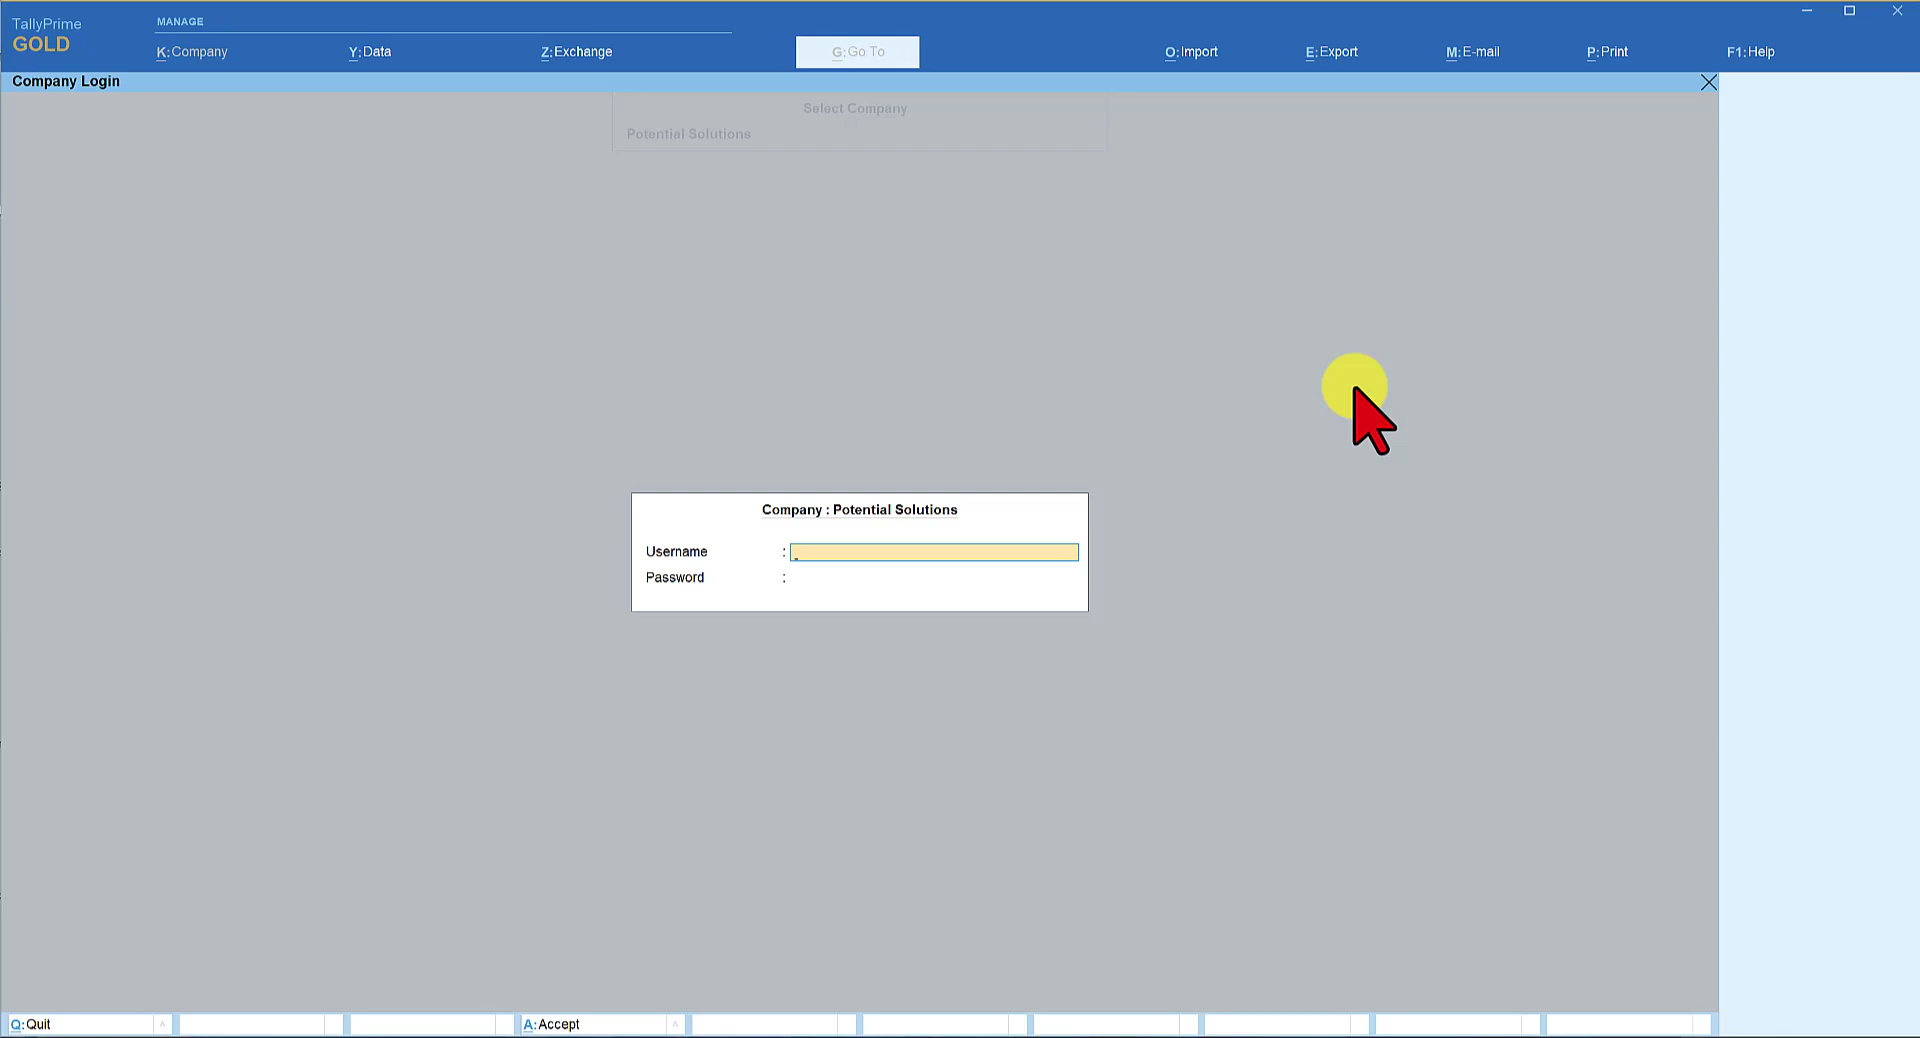 TallyPrime
GOLD
MANAGE
K:Company
Y:Data
Z:Exchange
G:Go To
O:Import
E:Export
M:E-mail
P:Print
F1:Help
Company Login
Select Company
Potential Solutions
Company : Potential Solutions
Username :
Password :
Q:Quit
A:Accept